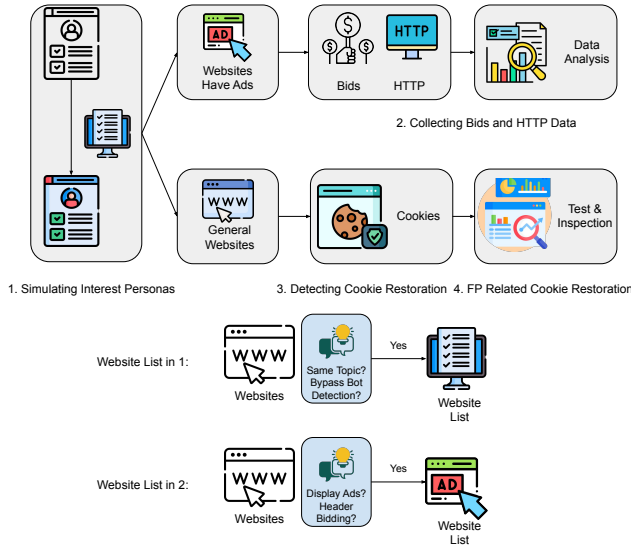 AD
Websites
Have Ads
$
$
$
Bids
HTTP
HTTP
Data
Analysis
2. Collecting Bids and HTTP Data
WWW
General
Websites
Cookies
Test &
Inspection
1. Simulating Interest Personas
3. Detecting Cookie Restoration
4. FP Related Cookie Restoration
Website List in 1:
WWW
Websites
Same Topic?
Bypass Bot
Detection?
Yes
Website
List
Website List in 2:
WWW
Websites
Display Ads?
Header
Bidding?
Yes
AD
Website
List